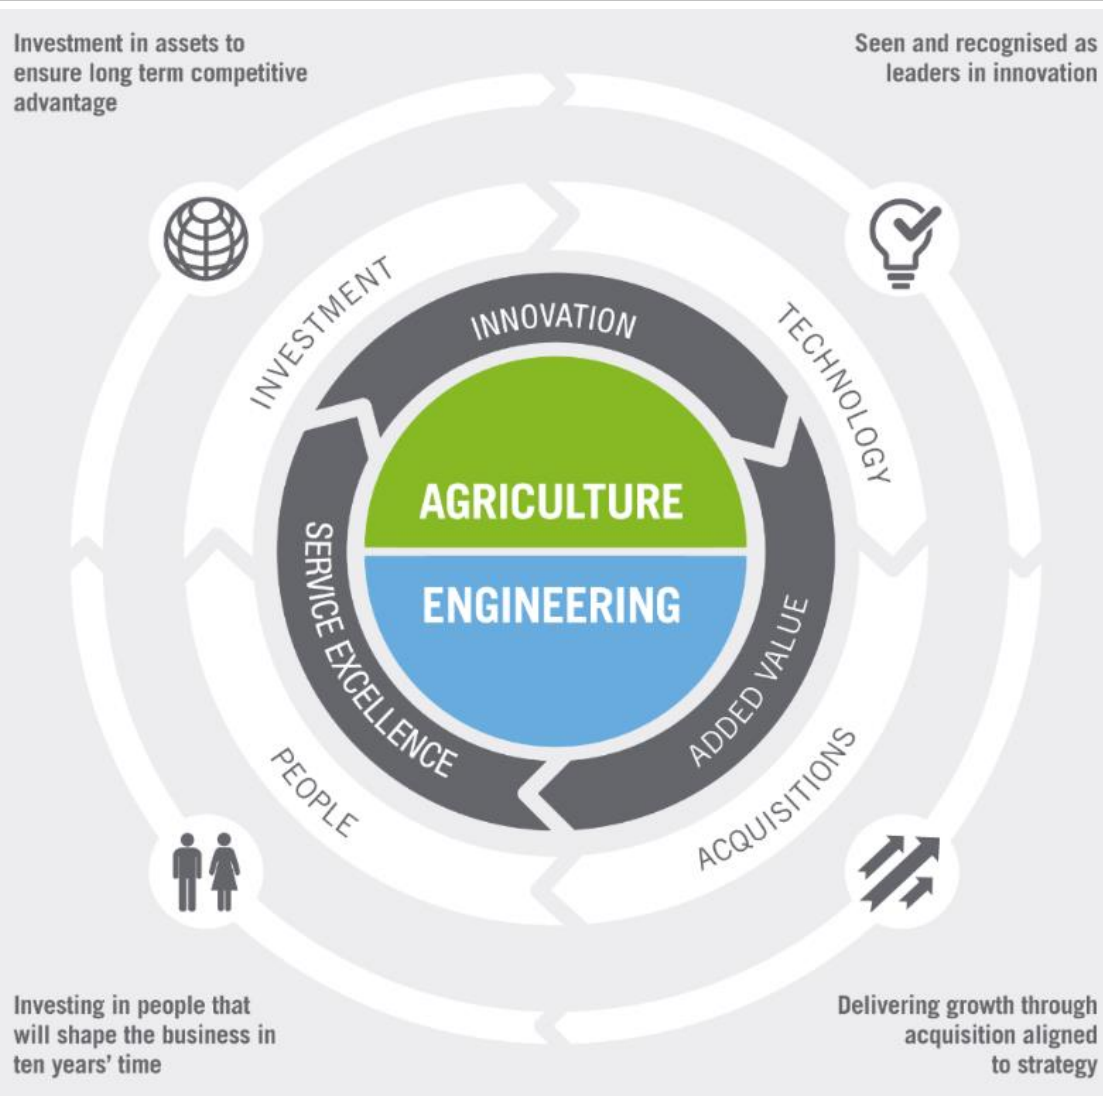 Investment in assets to
ensure long term competitive
advantage
Seen and recognised as
leaders in innovation
INVESTMENT
TECHNOLOGY
INNOVATION
AGRICULTURE
ENGINEERING
SERVICE EXCELLENCE
ADDED VALUE
PEOPLE
ACQUISITIONS
Investing in people that
will shape the business in
ten years' time
Delivering growth through
acquisition aligned
to strategy